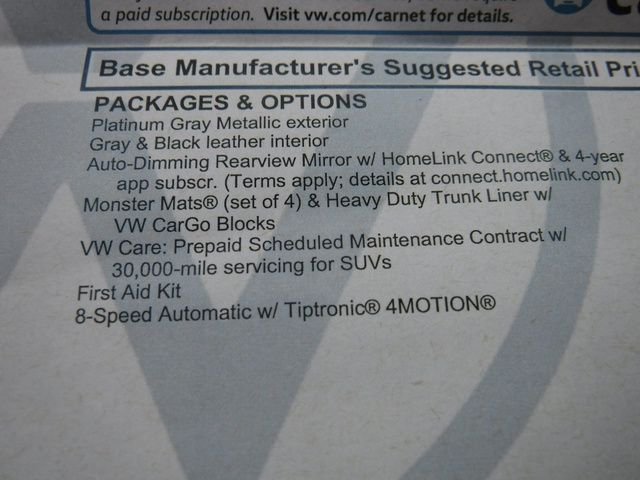 a paid subscription. Visit vw.com/carnet for details.
Base Manufacturer's Suggested Retail Pri
PACKAGES & OPTIONS
Platinum Gray Metallic exterior
Gray & Black leather interior
Auto-Dimming Rearview Mirror w/ HomeLink Connect® & 4-year
app subscr. (Terms apply; details at connect.homelink.com)
Monster Mats® (set of 4) & Heavy Duty Trunk Liner w/
VW CarGo Blocks
VW Care: Prepaid Scheduled Maintenance Contract w/
30,000-mile servicing for SUVs
First Aid Kit
8-Speed Automatic w/ Tiptronic® 4MOTION®